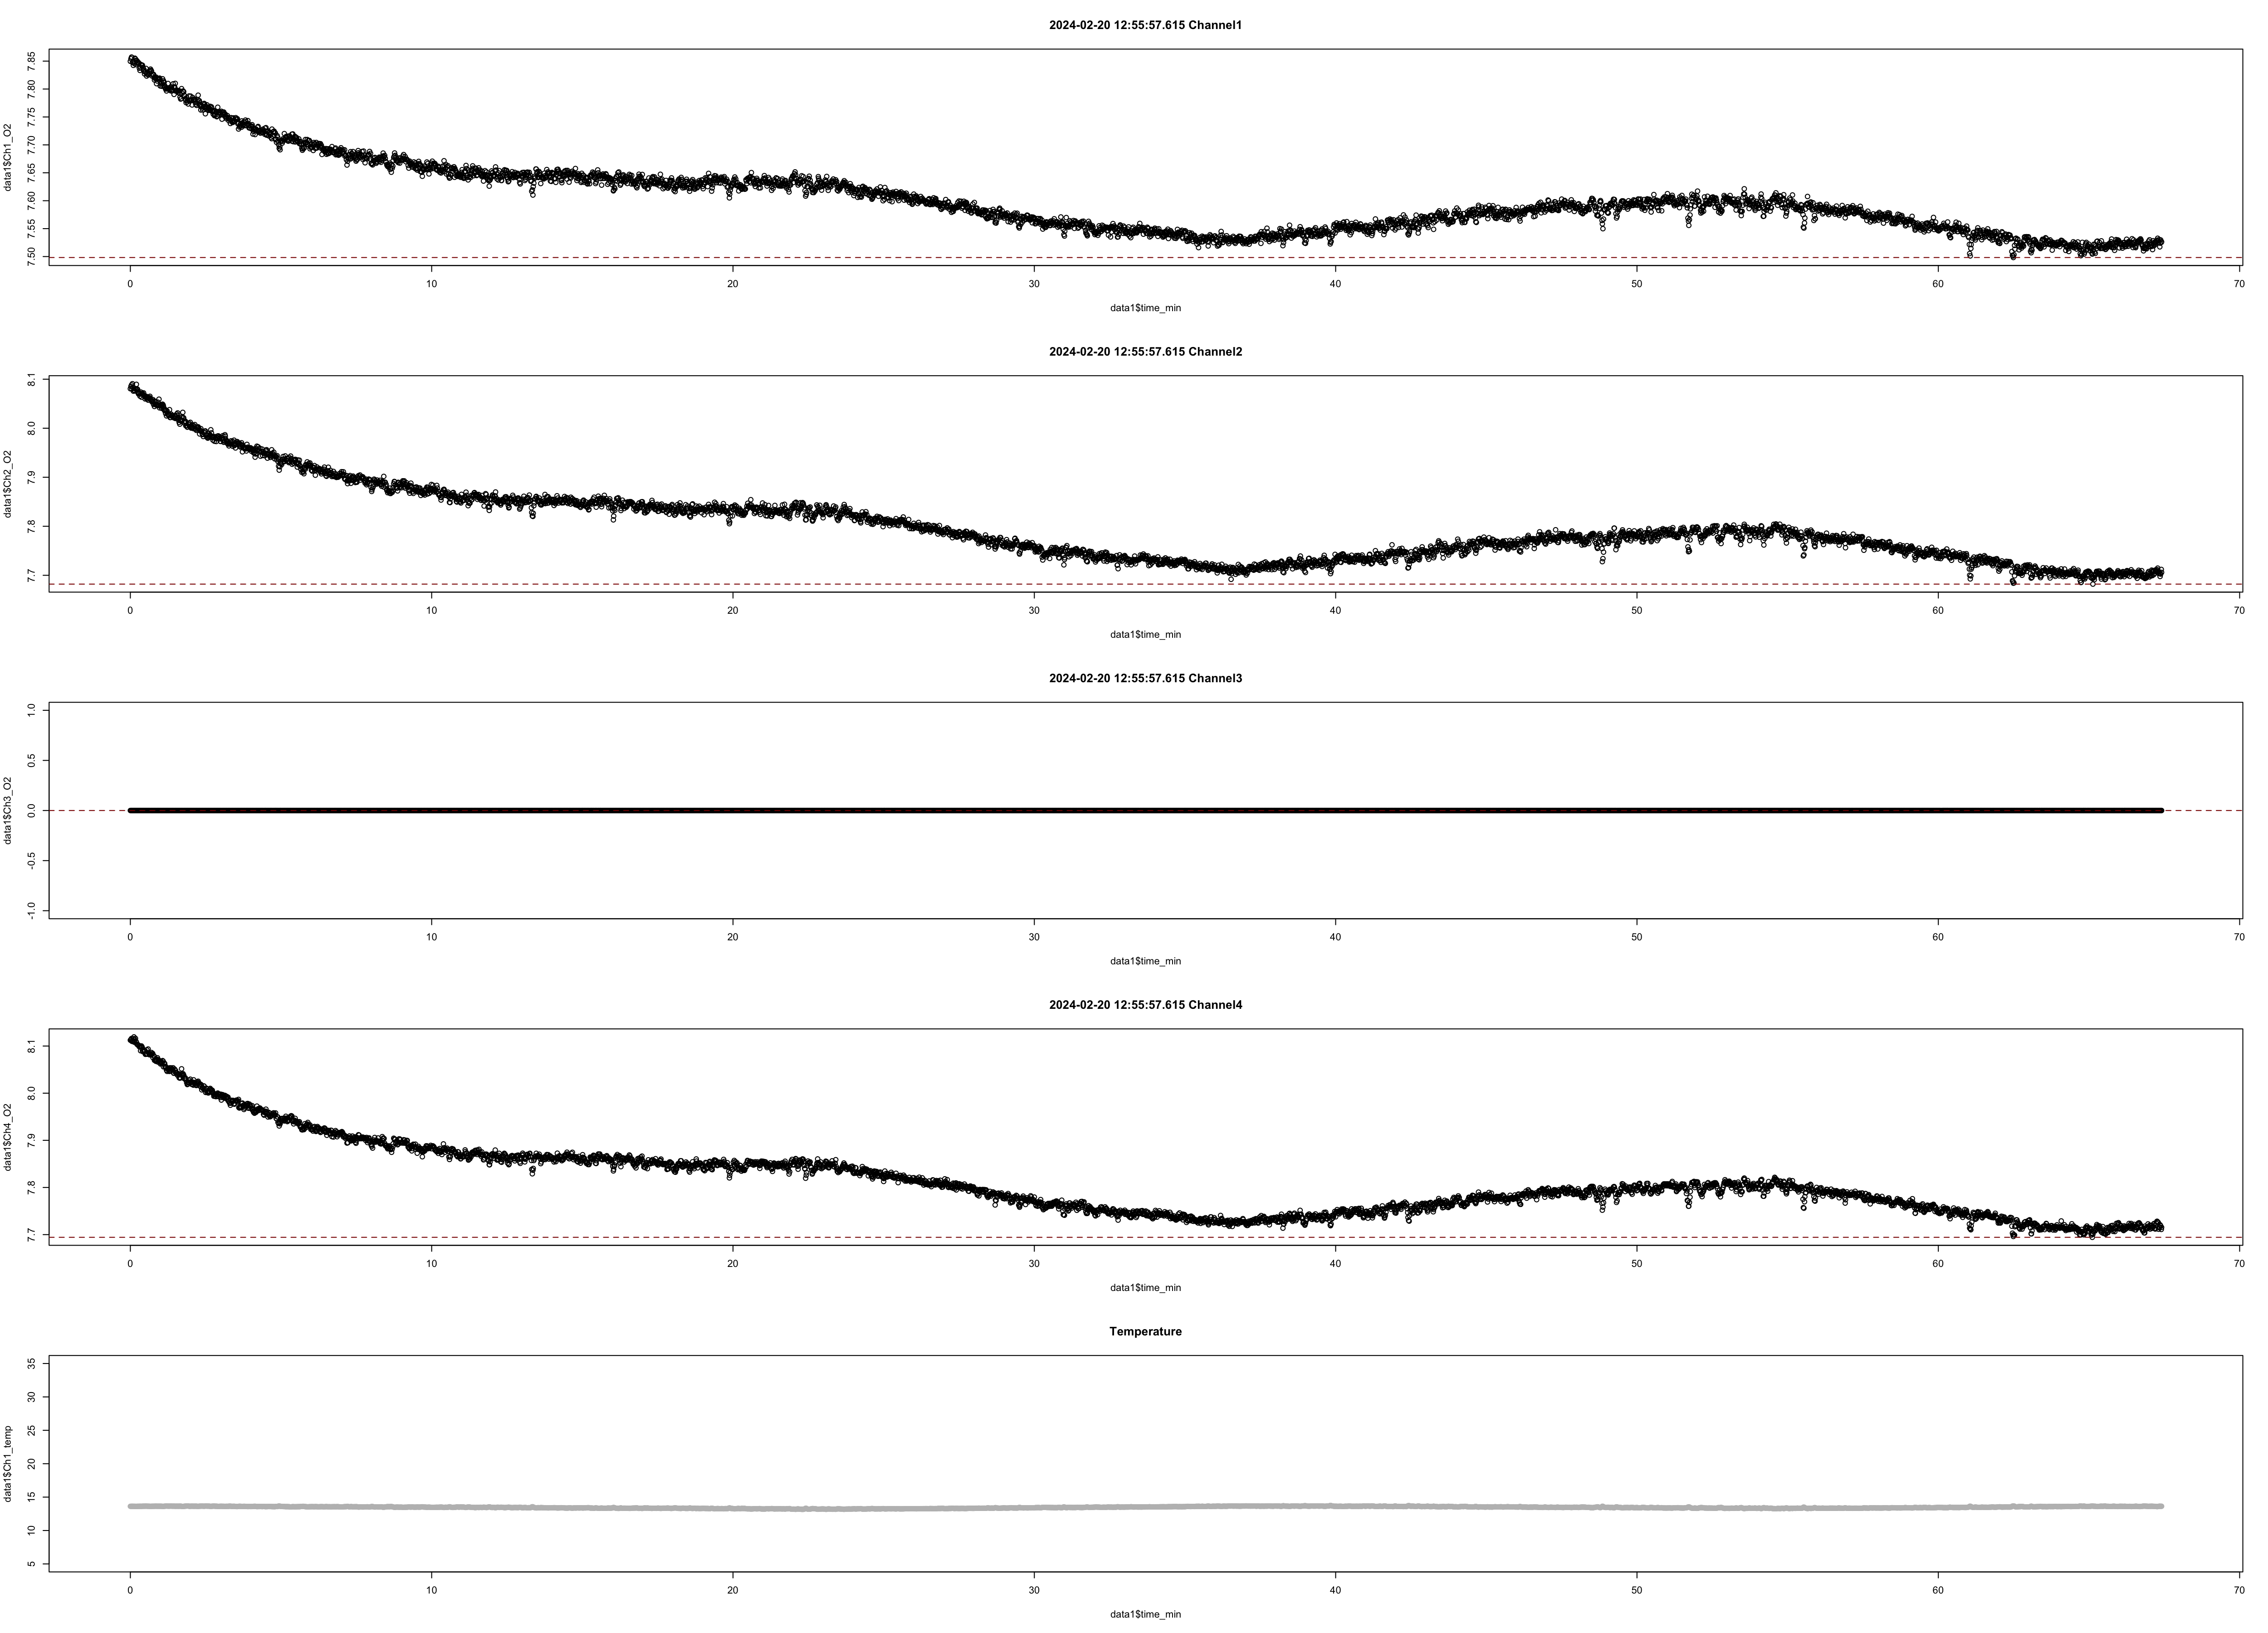 2024-02-20 12:55:57.615 Channel1
data1$Ch1_O2
7.85
7.80
7.75
7.70
7.65
7.60
7.55
7.50
0 10 20 30 40 50 60 70
data1$time_min
2024-02-20 12:55:57.615 Channel2
data1$Ch2_O2
8.1
8.0
7.9
7.8
7.7
0 10 20 30 40 50 60 70
data1$time_min
2024-02-20 12:55:57.615 Channel3
data1$Ch3_O2
1.0
0.5
0.0
-0.5
-1.0
0 10 20 30 40 50 60 70
data1$time_min
2024-02-20 12:55:57.615 Channel4
data1$Ch4_O2
8.1
8.0
7.9
7.8
7.7
0 10 20 30 40 50 60 70
data1$time_min
Temperature
data1$Ch1_temp
35
30
25
20
15
10
5
0 10 20 30 40 50 60 70
data1$time_min